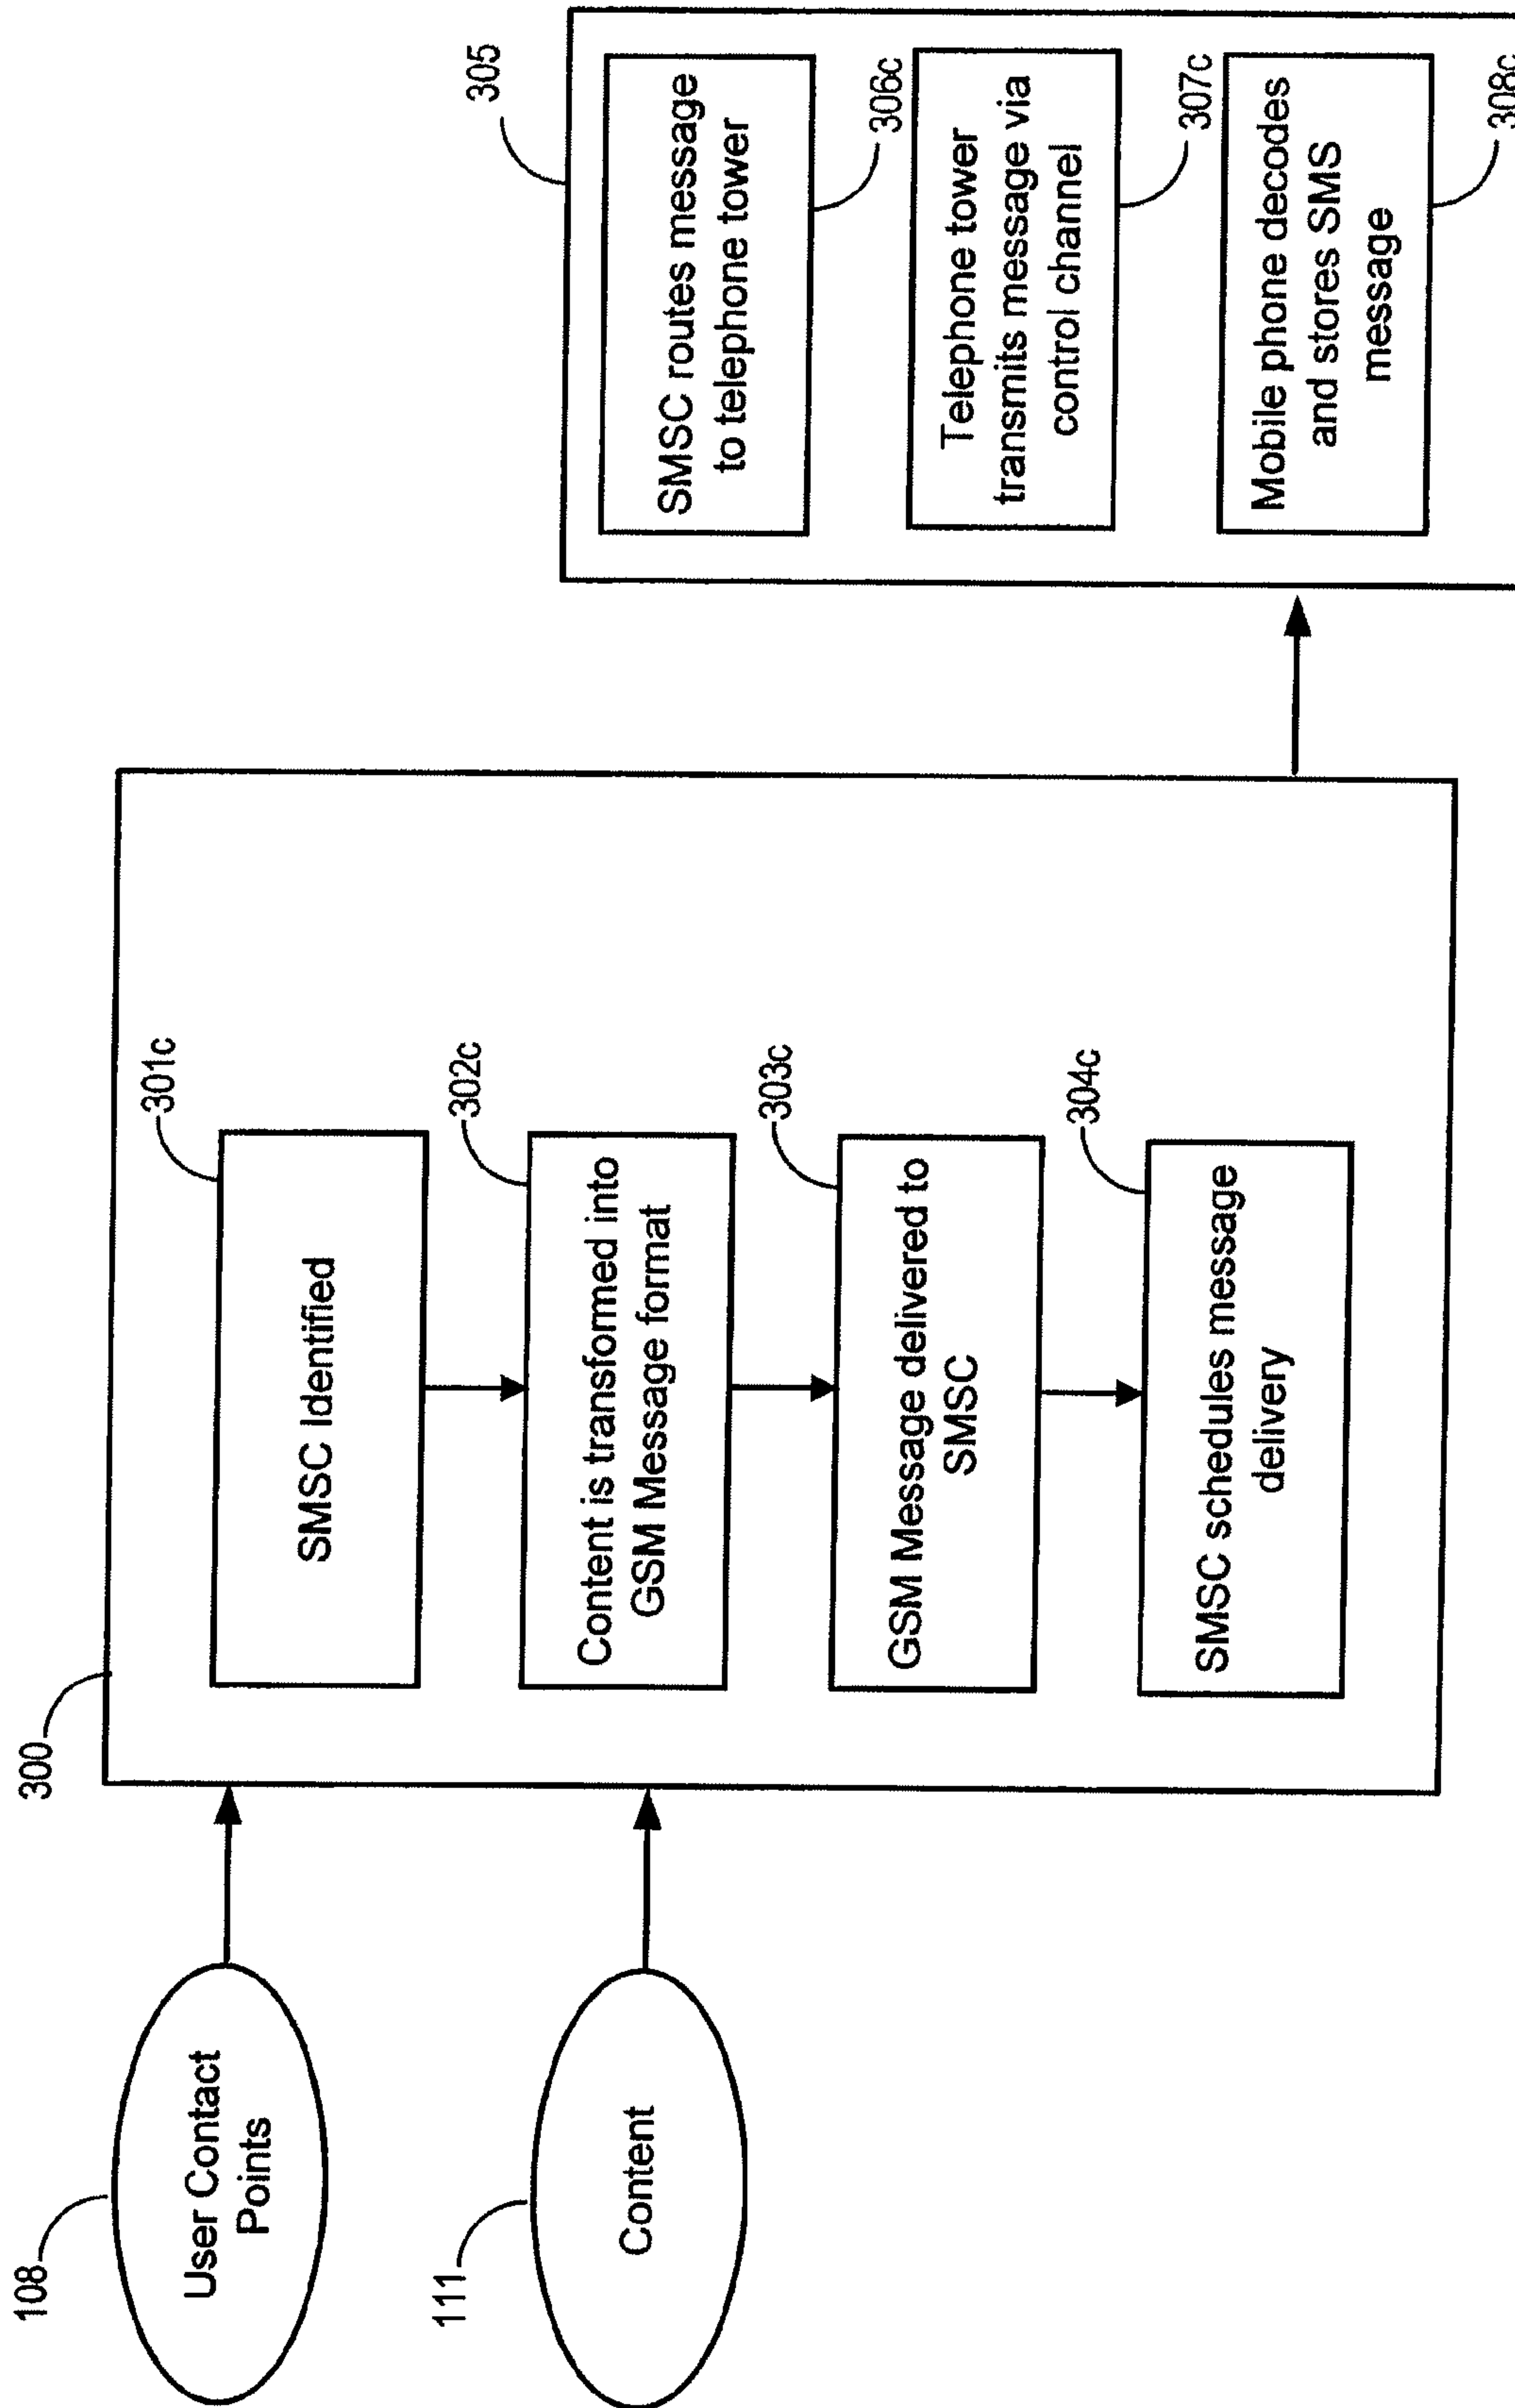 108
User Contact
Points
111
Content
300
301c
SMSC Identified
302c
Content is transformed into
GSM Message format
303c
GSM Message delivered to
SMSC
304c
SMSC schedules message
delivery
305
SMSC routes message
to telephone tower
306c
Telephone tower
transmits message via
control channel
307c
Mobile phone decodes
and stores SMS
message
308c